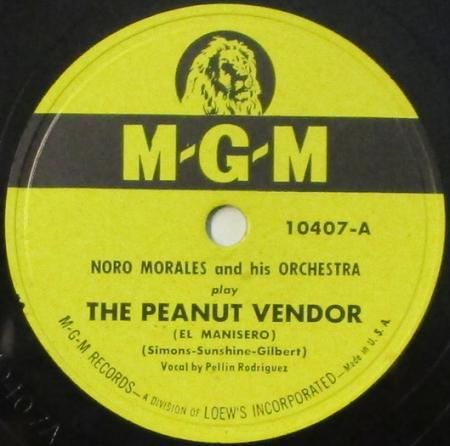 M-G-M
10407-A
NORO MORALES and his ORCHESTRA
play
THE PEANUT VENDOR
(EL MANISERO)
(Simons-Sunshine-Gilbert)
Vocal by Pellin Rodriguez
M-G-M RECORDS—A DIVISION OF LOEW'S INCORPORATED—Made in U.S.A.